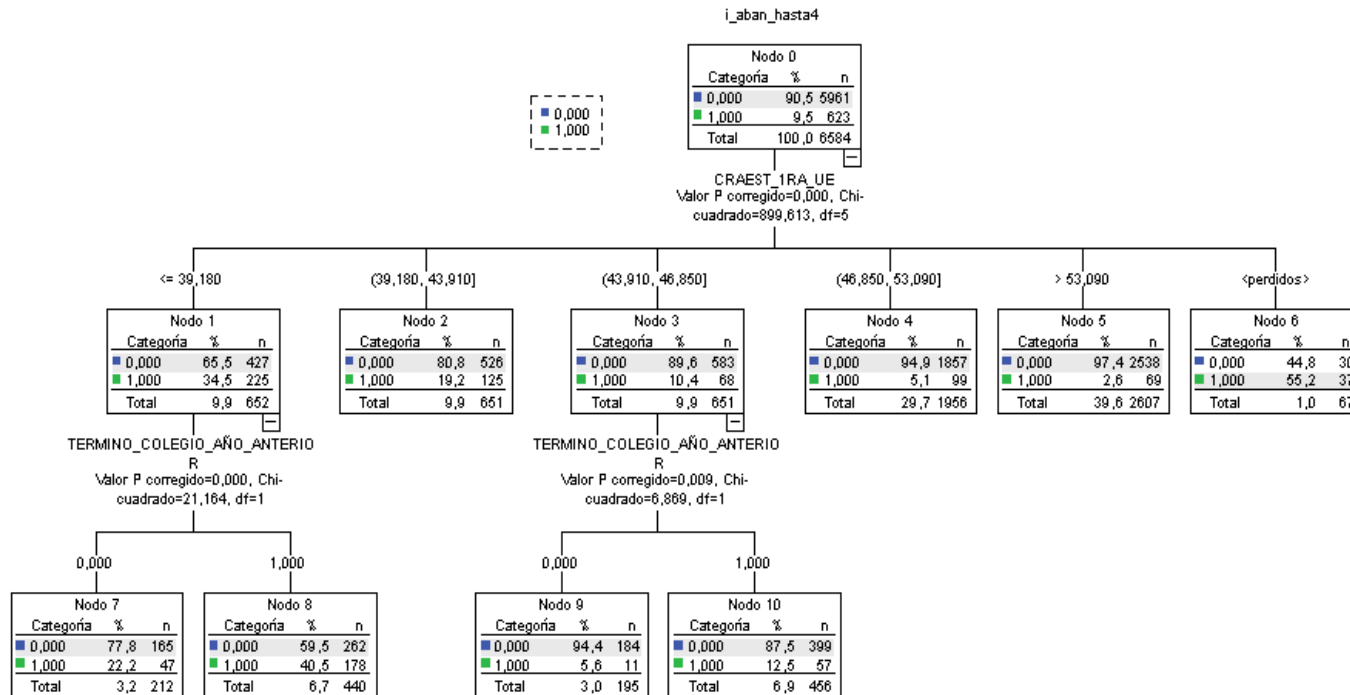 i_aban_hasta4
Nodo 0
Categoría % n
0,000 90,5 5961
1,000 9,5 623
Total 100,0 6584
0,000
1,000
CRAEST_1RA_UE
Valor P corregido=0,000, Chi-
cuadrado=899,613, df=5
<= 39,180
(39,180, 43,910]
(43,910, 46,850]
(46,850, 53,090]
> 53,090
<perdidos>
Nodo 1
Categoría % n
0,000 65,5 427
1,000 34,5 225
Total 9,9 652
Nodo 2
Categoría % n
0,000 80,8 526
1,000 19,2 125
Total 9,9 651
Nodo 3
Categoría % n
0,000 89,6 583
1,000 10,4 68
Total 9,9 651
Nodo 4
Categoría % n
0,000 94,9 1857
1,000 5,1 99
Total 29,7 1956
Nodo 5
Categoría % n
0,000 97,4 2538
1,000 2,6 69
Total 39,6 2607
Nodo 6
Categoría % n
0,000 44,8 30
1,000 55,2 37
Total 1,0 67
TERMINO_COLEGIO_AÑO_ANTERIO
R
Valor P corregido=0,000, Chi-
cuadrado=21,164, df=1
TERMINO_COLEGIO_AÑO_ANTERIO
R
Valor P corregido=0,009, Chi-
cuadrado=6,869, df=1
0,000
1,000
0,000
1,000
Nodo 7
Categoría % n
0,000 77,8 165
1,000 22,2 47
Total 3,2 212
Nodo 8
Categoría % n
0,000 59,5 262
1,000 40,5 178
Total 6,7 440
Nodo 9
Categoría % n
0,000 94,4 184
1,000 5,6 11
Total 3,0 195
Nodo 10
Categoría % n
0,000 87,5 399
1,000 12,5 57
Total 6,9 456